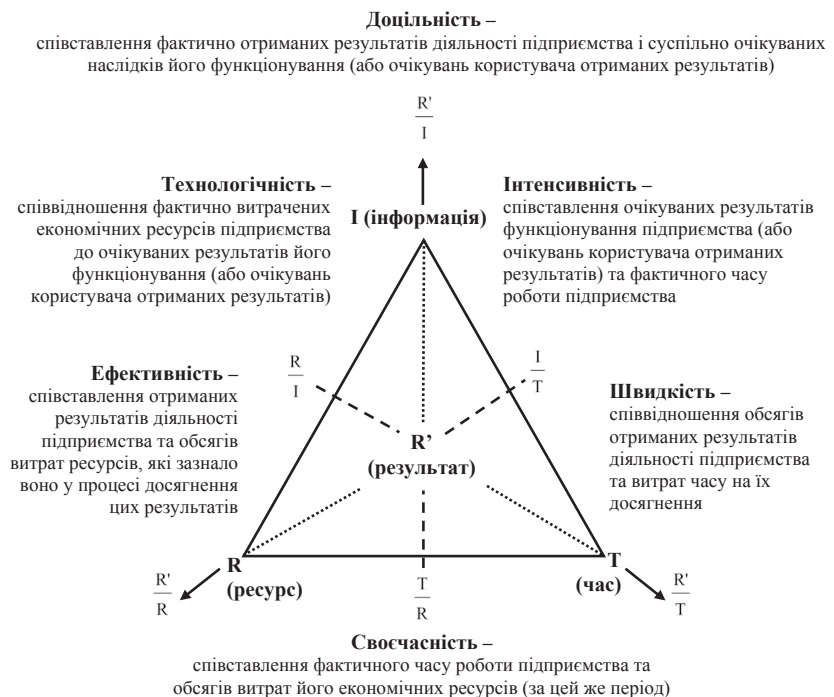 Доцільність –
співставлення фактично отриманих результатів діяльності підприємства і суспільно очікуваних
наслідків його функціонування (або очікувань користувача отриманих результатів)
R'
I
Технологічність –
співвідношення фактично витрачених
економічних ресурсів підприємства
до очікуваних результатів його
функціонування (або очікувань
користувача отриманих результатів)
I (інформація)
Інтенсивність –
співставлення очікуваних результатів
функціонування підприємства (або
очікувань користувача отриманих
результатів) та фактичного часу
роботи підприємства
Ефективність –
співставлення отриманих
результатів діяльності
підприємства та обсягів
витрат ресурсів, які зазнало
воно у процесі досягнення
цих результатів
R
I
I
T
R’
(результат)
Швидкість –
співвідношення обсягів
отриманих результатів
діяльності підприємства
та витрат часу на їх
досягнення
R'
R
R
(ресурс)
T
R
T
(час)
R'
T
Своєчасність –
співставлення фактичного часу роботи підприємства та
обсягів витрат його економічних ресурсів (за цей же період)